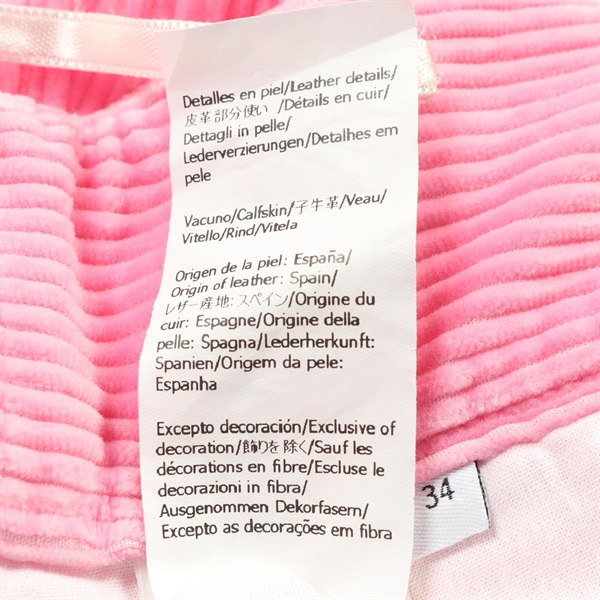 Detalles en piel/Leather details/
皮革部分使い /Détails en cuir/
Dettagli in pelle/
Lederverzierungen/Detalhes em
pele
Vacuno/Calfskin/子牛革/Veau/
Vitello/Rind/Vitela
Origen de la piel: España/
Origin of leather: Spain/
レザー産地: スペイン/Origine du
cuir: Espagne/Origine della
pelle: Spagna/Lederherkunft:
Spanien/Origem da pele:
Espanha
Excepto decoración/Exclusive of
decoration/飾りを除く/Sauf les
décorations en fibre/Escluse le
decorazioni in fibra/
Ausgenommen Dekorfasern/
Excepto as decorações em fibra
34